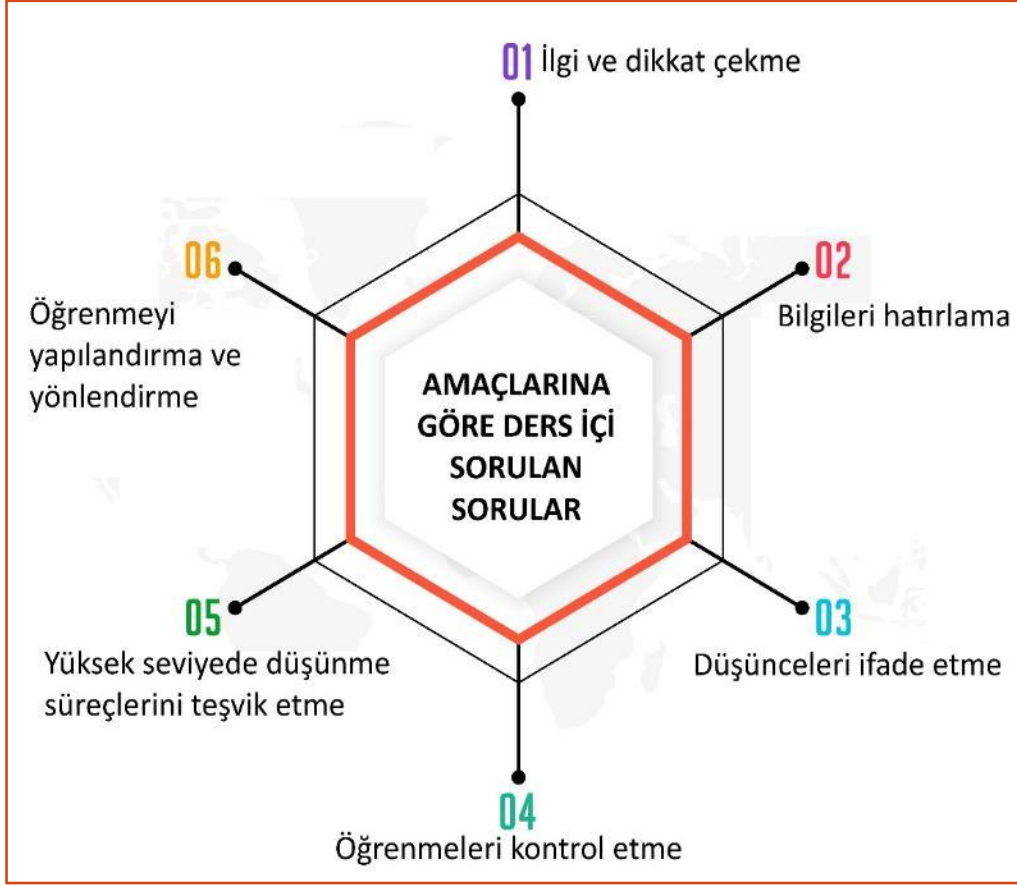 01 İlgi ve dikkat çekme
02
Bilgileri hatırlama
03
Düşünceleri ifade etme
04
Öğrenmeleri kontrol etme
05
Yüksek seviyede düşünme
süreçlerini teşvik etme
06
Öğrenmeyi
yapılandırma ve
yönlendirme
AMAÇLARINA
GÖRE DERS İÇİ
SORULAN
SORULAR